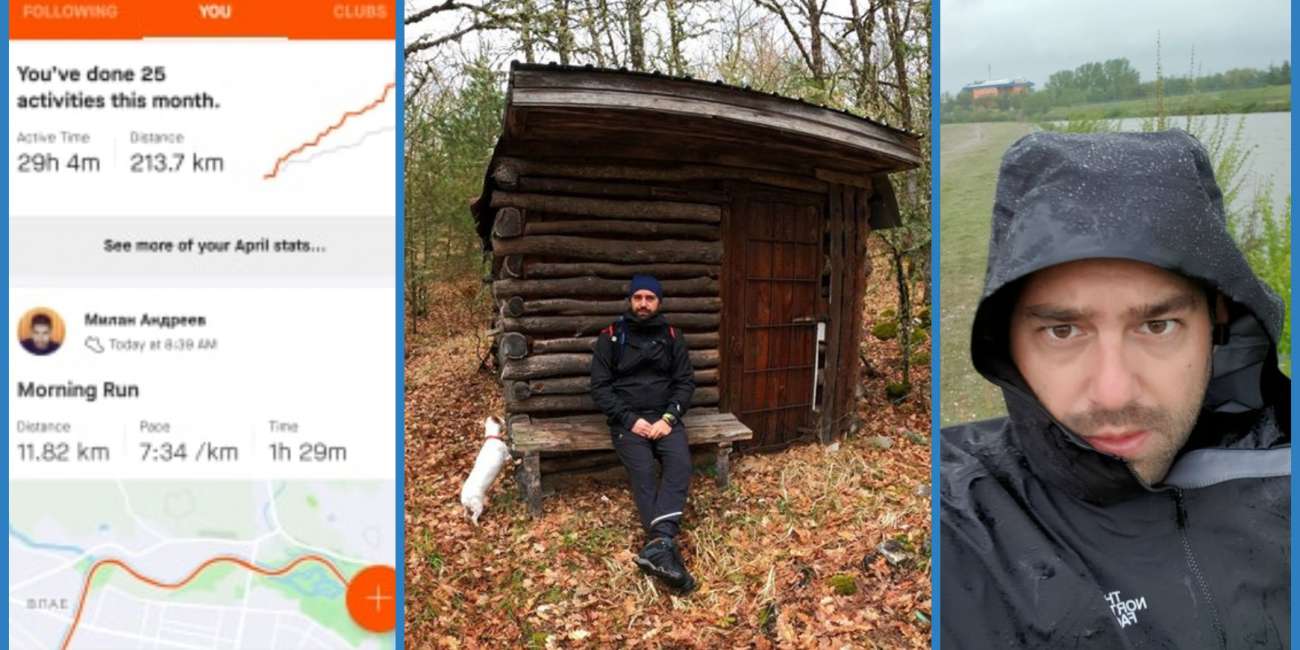 FOLLOWING YOU CLUBS
You've done 25
activities this month.
Active Time Distance
29h 4m 213.7 km
See more of your April stats...
Милан Андреев
Today at 8:39 AM
Morning Run
Distance Pace Time
11.82 km 7:34 /km 1h 29m
ВЛАЕ
THE
NORTH
FACE